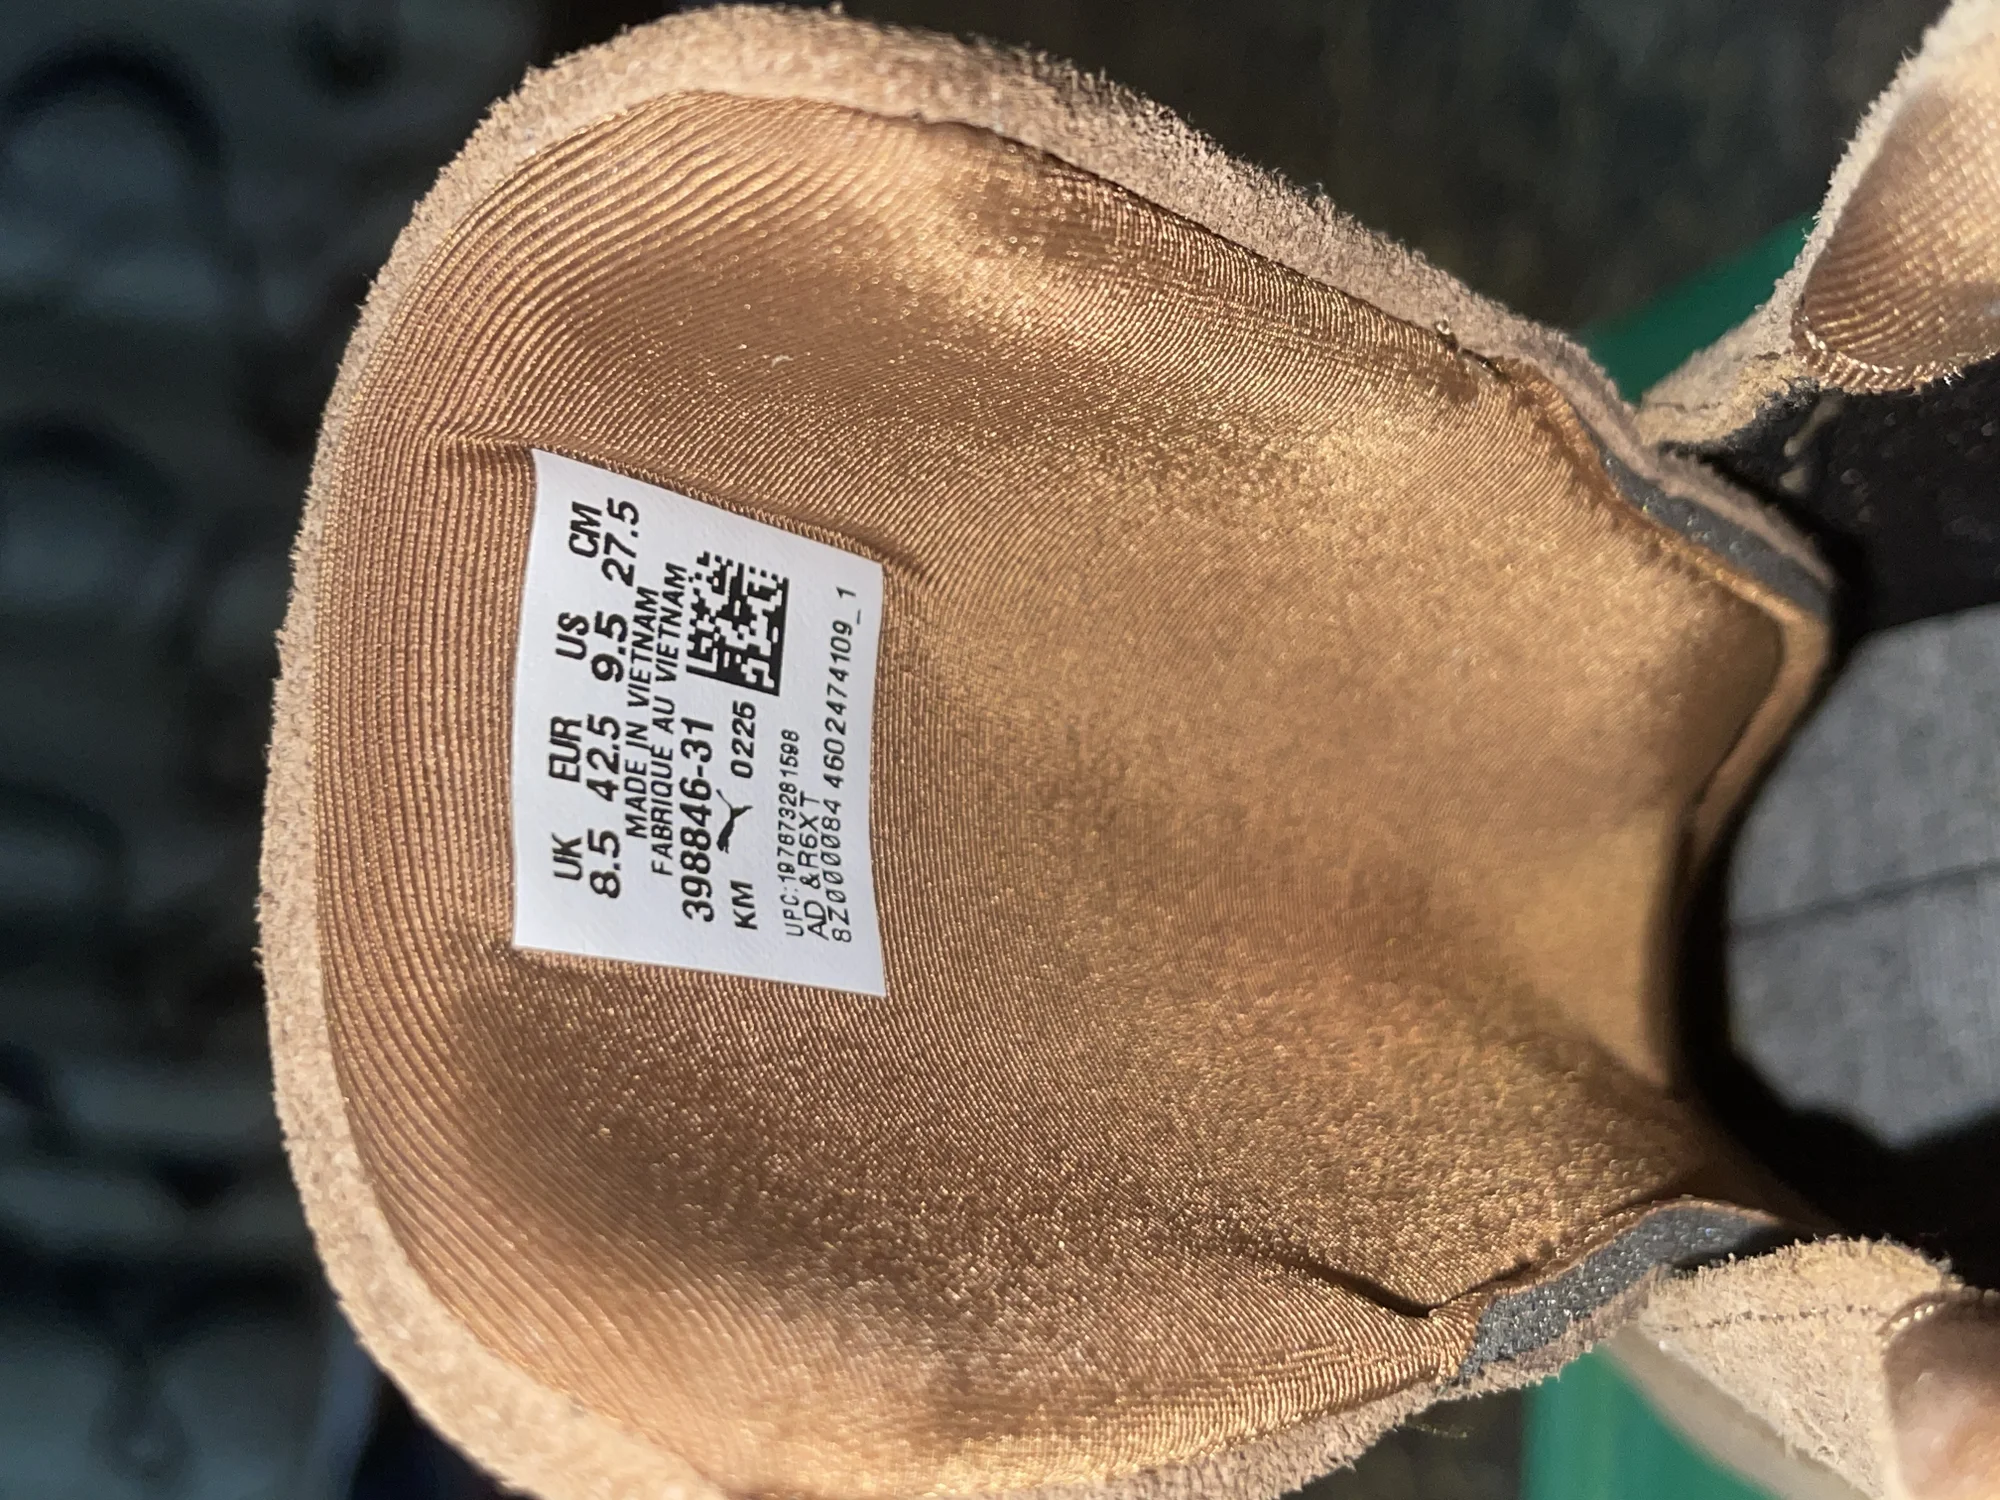 UK EUR US CM
8.5 42.5 9.5 27.5
MADE IN VIETNAM
FABRIQUE AU VIETNAM
398846-31
KM 0225
UPC:197873281598
AD & R6XT
8Z000084 4602474109_1